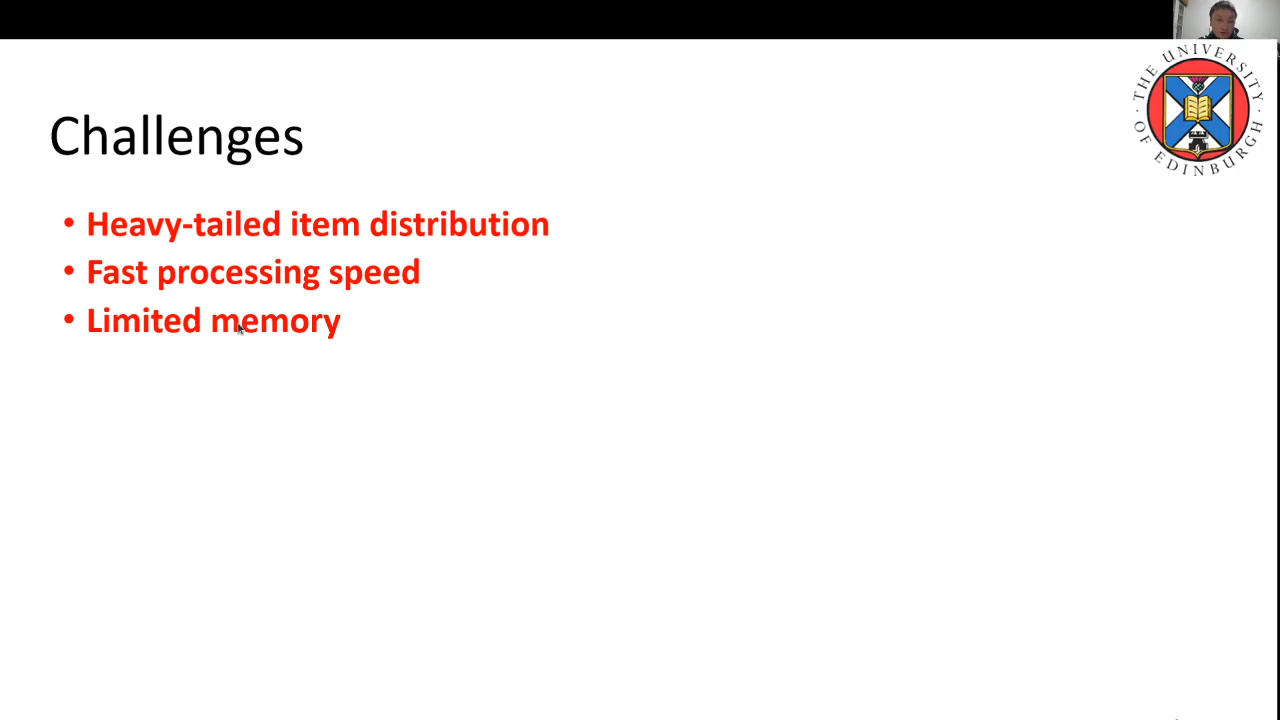 THE UNIVERSITY
OF EDINBURGH
Challenges
• Heavy-tailed item distribution
• Fast processing speed
• Limited memory